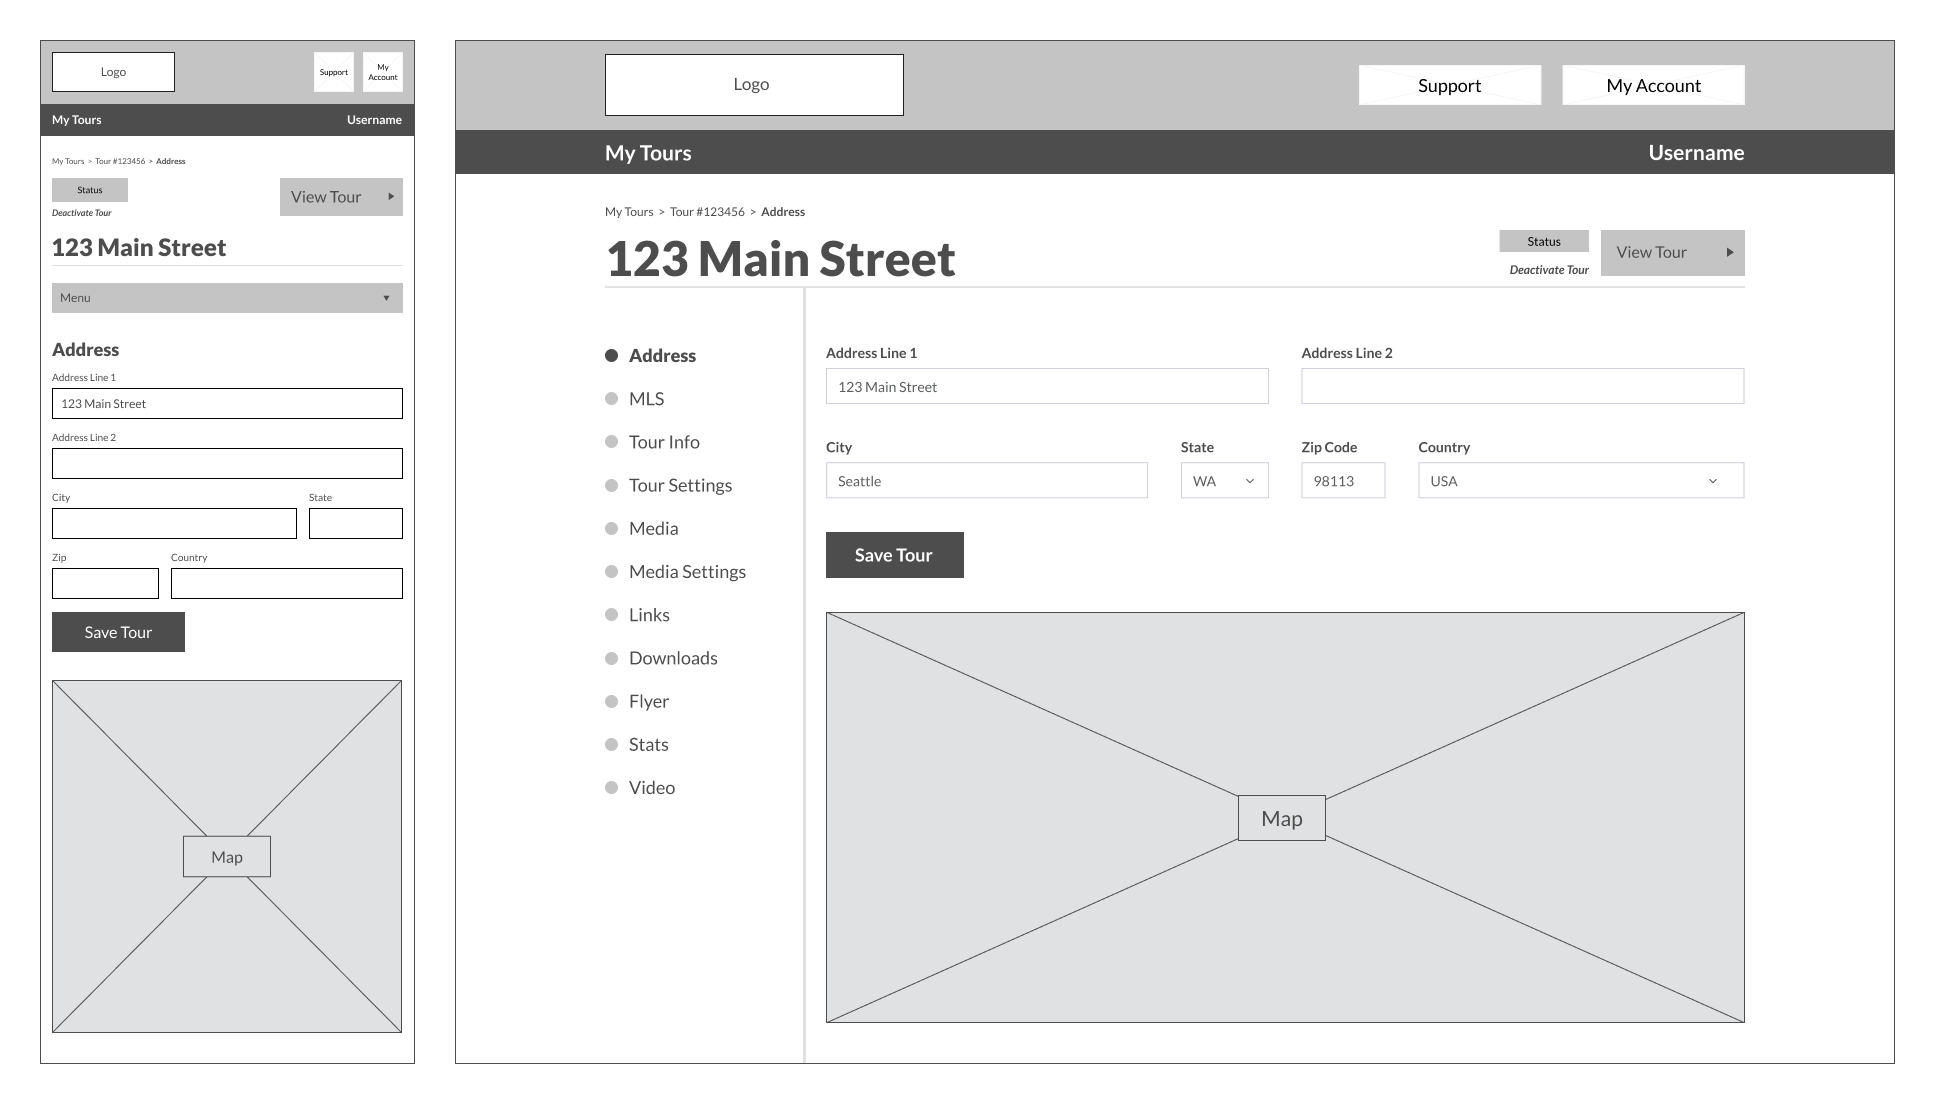 Logo
Support
My
Account
My Tours
Username
My Tours > Tour #123456 > Address
Status
Deactivate Tour
View Tour
123 Main Street
Menu
Address
Address Line 1
123 Main Street
Address Line 2
City
State
Zip
Country
Save Tour
Map
Logo
Support
My Account
My Tours
Username
My Tours > Tour #123456 > Address
123 Main Street
Status
Deactivate Tour
View Tour
Address
MLS
Tour Info
Tour Settings
Media
Media Settings
Links
Downloads
Flyer
Stats
Video
Address Line 1
123 Main Street
Address Line 2
City
Seattle
State
WA
Zip Code
98113
Country
USA
Save Tour
Map